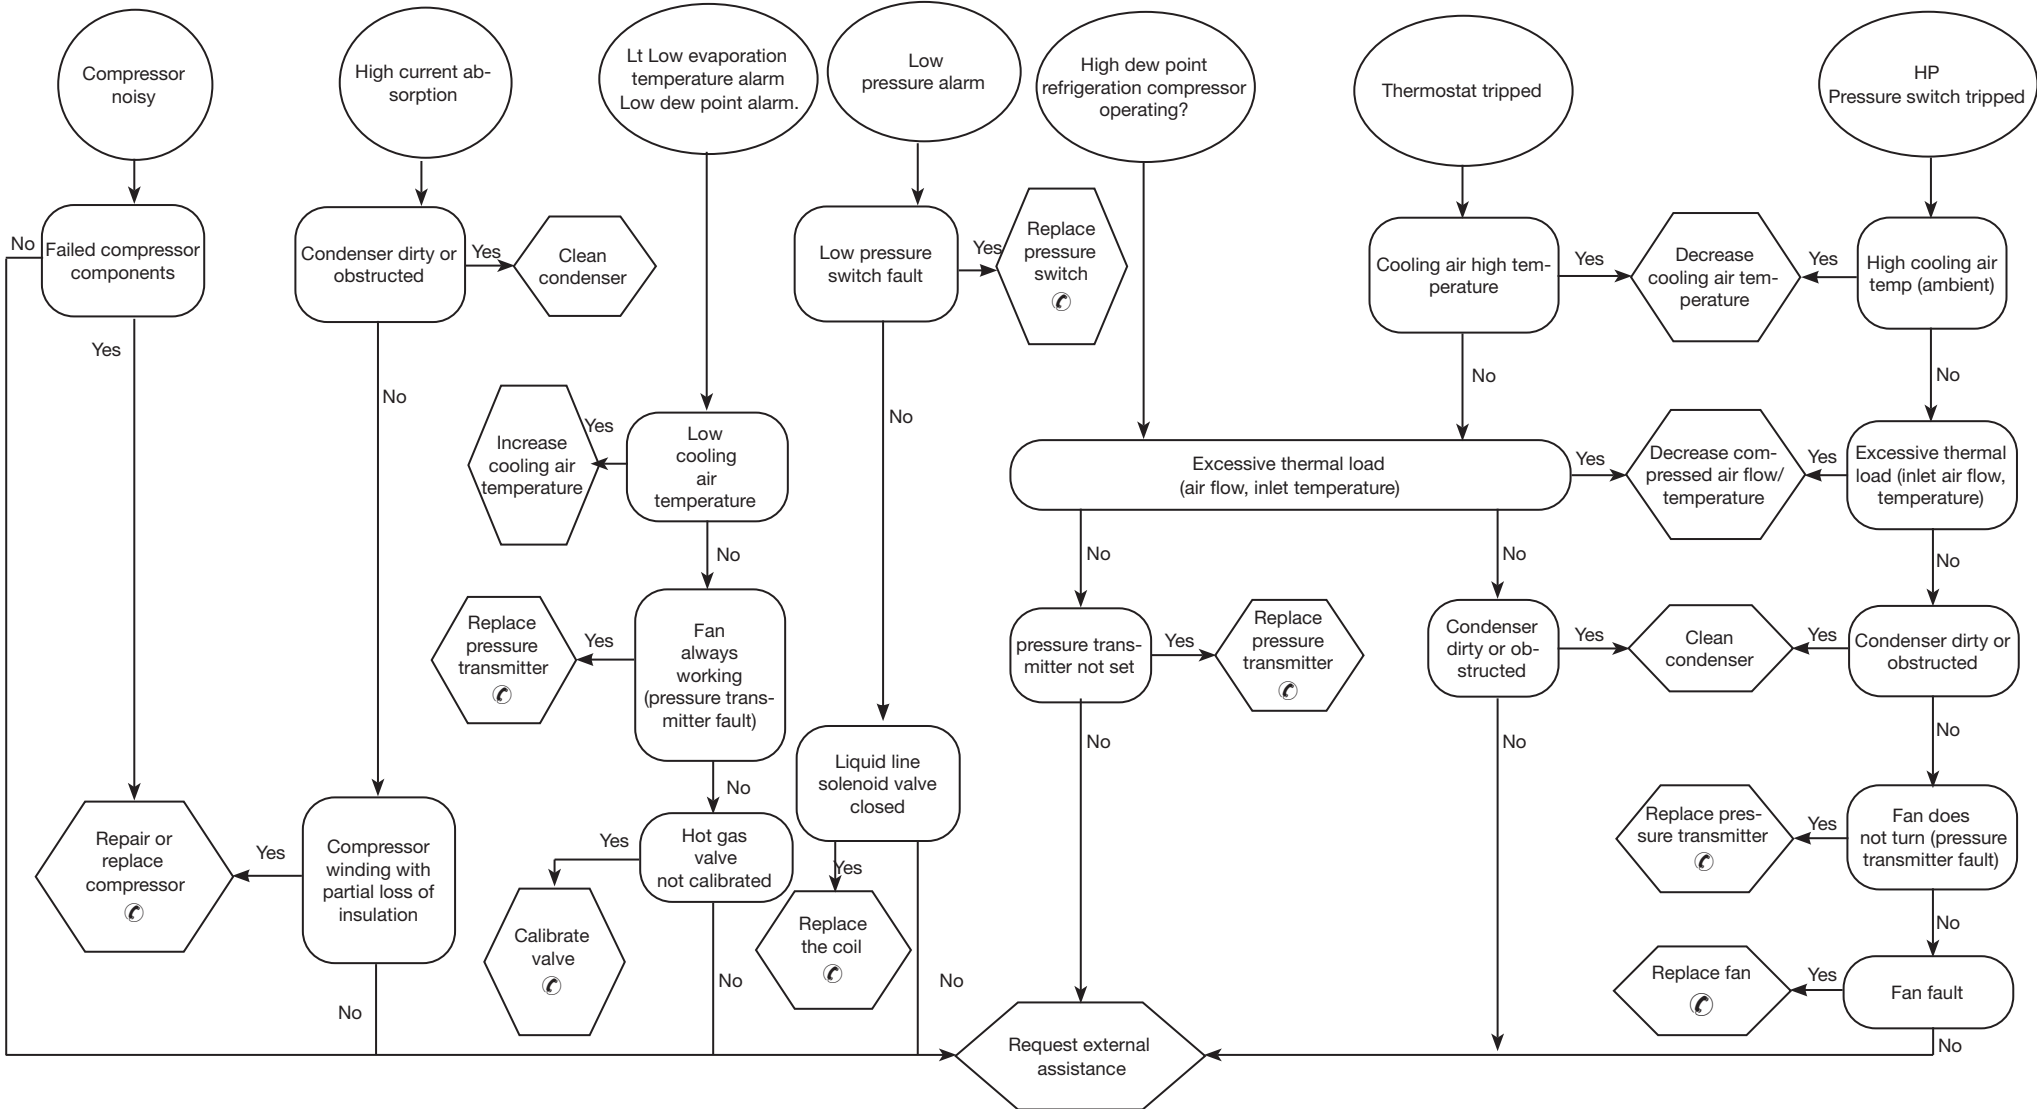 Compressor
noisy
High current ab-
sorption
Lt Low evaporation
temperature alarm
Low dew point alarm.
Low
pressure alarm
High dew point
refrigeration compressor
operating?
Thermostat tripped
HP
Pressure switch tripped
No
Failed compressor
components
Condenser dirty or
obstructed
Yes
Clean
condenser
Low pressure
switch fault
Yes
Replace
pressure
switch
Cooling air high tem-
perature
Yes
Decrease
cooling air tem-
perature
Yes
High cooling air
temp (ambient)
Yes
No
No
No
No
Increase
cooling air
temperature
Yes
Low
cooling
air
temperature
Excessive thermal load
(air flow, inlet temperature)
Yes
Decrease com-
pressed air flow/
temperature
Yes
Excessive thermal
load (inlet air flow,
temperature)
No
No
No
No
Replace
pressure
transmitter
Yes
Fan
always
working
(pressure trans-
mitter fault)
pressure trans-
mitter not set
Yes
Replace
pressure
transmitter
Condenser
dirty or ob-
structed
Yes
Clean
condenser
Yes
Condenser dirty or
obstructed
No
No
No
No
Liquid line
solenoid valve
closed
Repair or
replace
compressor
Yes
Compressor
winding with
partial loss of
insulation
Yes
Hot gas
valve
not calibrated
Yes
Replace pres-
sure transmitter
Yes
Fan does
not turn (pressure
transmitter fault)
Calibrate
valve
Replace
the coil
No
No
No
No
Replace fan
Yes
Fan fault
Request external
assistance
No